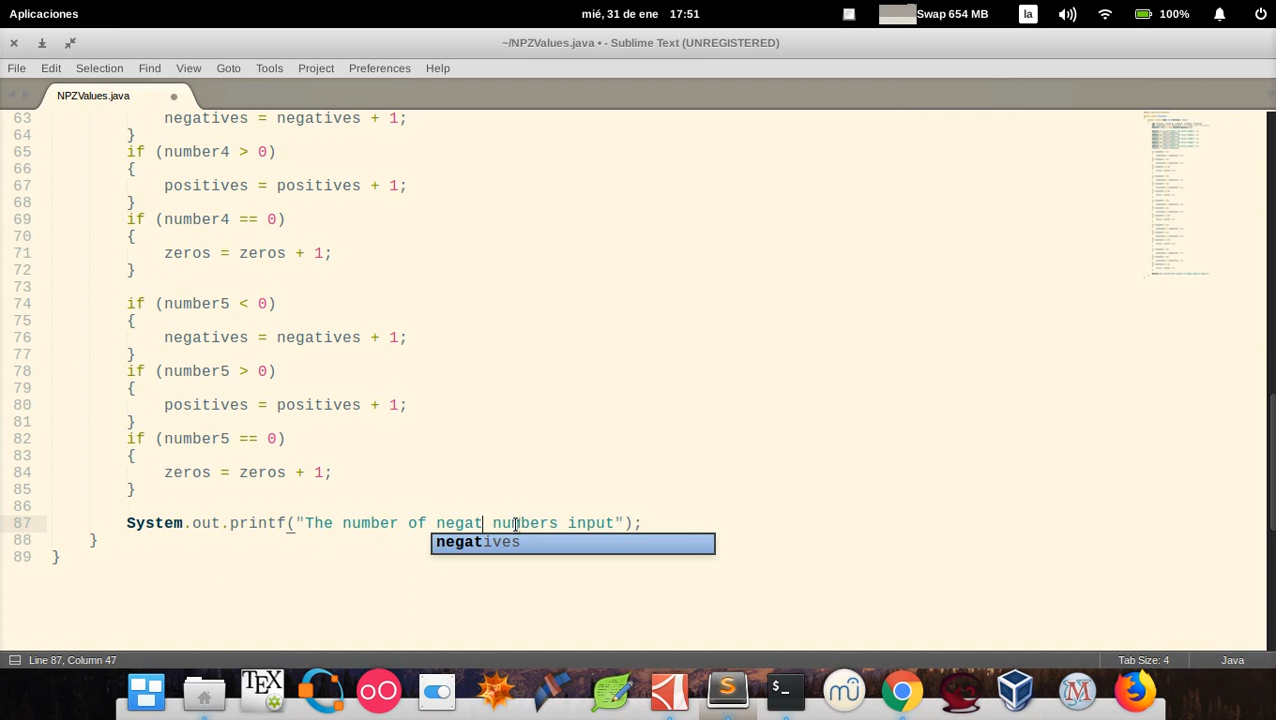 Aplicaciones
mié, 31 de ene 17:51
Swap 654 MB
la
100%
~/NPZValues.java • - Sublime Text (UNREGISTERED)
File Edit Selection Find View Goto Tools Project Preferences Help
NPZValues.java
63 negatives = negatives + 1;
64 }
65 if (number4 > 0)
66 {
67 positives = positives + 1;
68 }
69 if (number4 == 0)
70 {
71 zeros = zeros + 1;
72 }
73
74 if (number5 < 0)
75 {
76 negatives = negatives + 1;
77 }
78 if (number5 > 0)
79 {
80 positives = positives + 1;
81 }
82 if (number5 == 0)
83 {
84 zeros = zeros + 1;
85 }
86
87 System.out.printf("The number of negat numbers input");
negatives
88 }
89 }
Line 87, Column 47
Tab Size: 4
Java
TEX
S
>_
mu
M